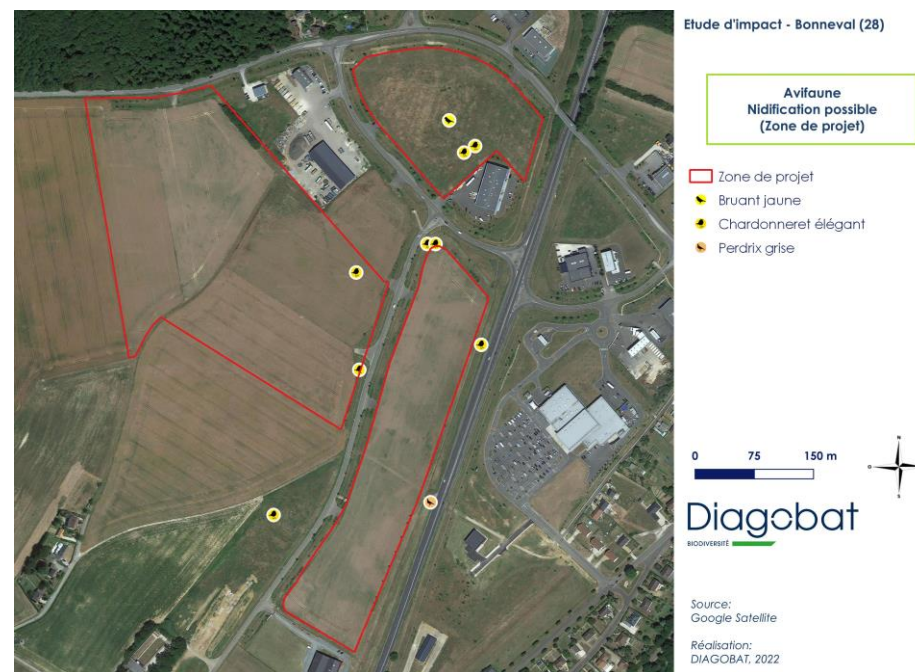 Etude d'impact - Bonneval (28)
Avifaune
Nidification possible
(Zone de projet)
Zone de projet
Bruant jaune
Chardonneret élégant
Perdrix grise
0 75 150 m
N
O E
S
Diagobat
BIODIVERSITÉ
Source:
Google Satellite
Réalisation:
DIAGOBAT, 2022